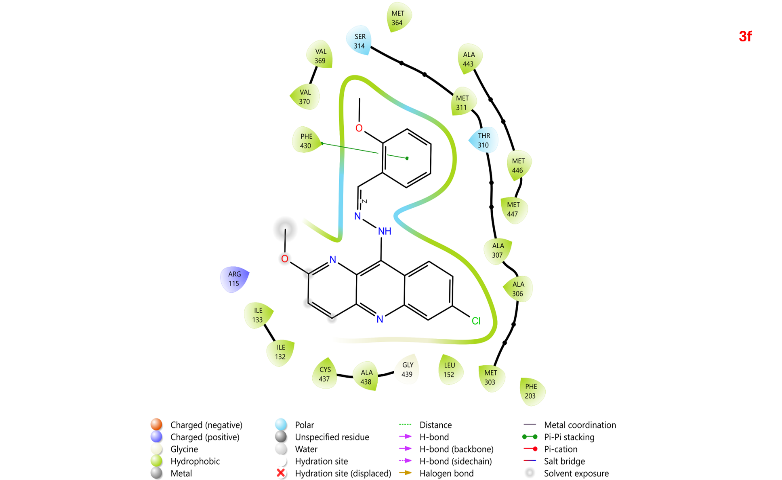 MET
364
3f
SER
314
VAL
369
ALA
443
VAL
370
MET
311
O
PHE
430
THR
310
MET
446
z
N
MET
447
NH
ALA
307
O
N
ARG
115
ALA
306
ILE
133
N
Cl
ILE
132
CYS
437
ALA
438
GLY
439
LEU
152
MET
303
PHE
203
Charged (negative)
Charged (positive)
Glycine
Hydrophobic
Metal
Polar
Unspecified residue
Water
Hydration site
Hydration site (displaced)
Distance
H-bond
H-bond (backbone)
H-bond (sidechain)
Halogen bond
Metal coordination
Pi-Pi stacking
Pi-cation
Salt bridge
Solvent exposure